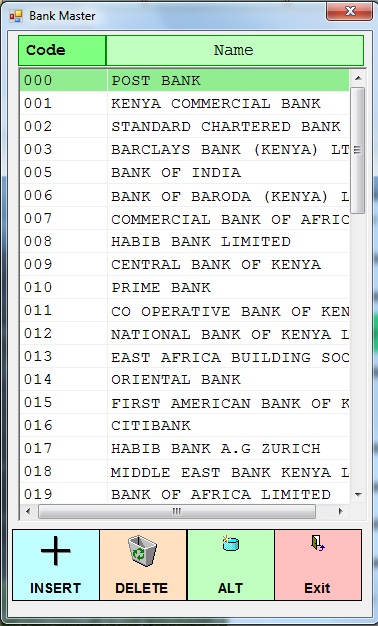 Bank Master
Code Name
000 POST BANK
001 KENYA COMMERCIAL BANK
002 STANDARD CHARTERED BANK
003 BARCLAYS BANK (KENYA) LT
005 BANK OF INDIA
006 BANK OF BARODA (KENYA) L
007 COMMERCIAL BANK OF AFRIC
008 HABIB BANK LIMITED
009 CENTRAL BANK OF KENYA
010 PRIME BANK
011 CO OPERATIVE BANK OF KEN
012 NATIONAL BANK OF KENYA L
013 EAST AFRICA BUILDING SOC
014 ORIENTAL BANK
015 FIRST AMERICAN BANK OF K
016 CITIBANK
017 HABIB BANK A.G ZURICH
018 MIDDLE EAST BANK KENYA L
019 BANK OF AFRICA LIMITED
INSERT DELETE ALT Exit